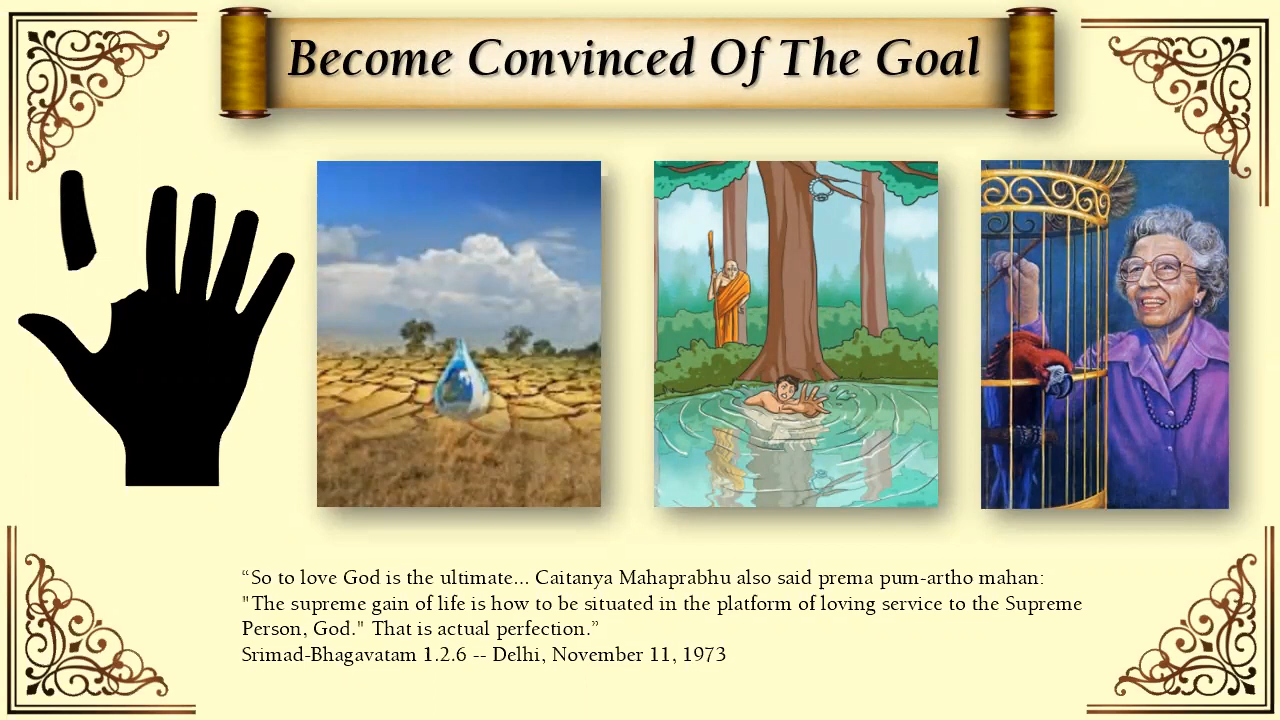 Become Convinced Of The Goal
“So to love God is the ultimate... Caitanya Mahaprabhu also said prema pum-artho mahan:
"The supreme gain of life is how to be situated in the platform of loving service to the Supreme
Person, God." That is actual perfection.”
Srimad-Bhagavatam 1.2.6 -- Delhi, November 11, 1973